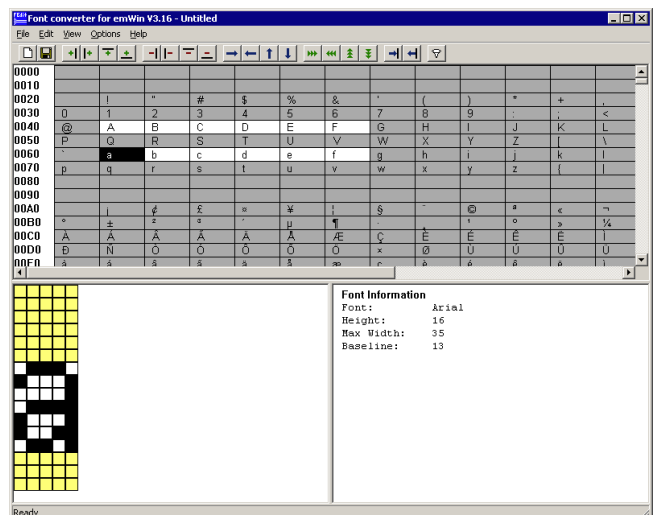 Font converter for emWin V3.16 - Untitled
File Edit View Options Help
0000
0010
0020 ! " # $ % & ' ( ) * + ,
0030 0 1 2 3 4 5 6 7 8 9 : ; <
0040 @ A B C D E F G H I J K L
0050 P Q R S T U V W X Y Z [ \
0060 ` a b c d e f g h i j k l
0070 p q r s t u v w x y z { |
0080
0090
00A0 ¡ ¢ £ ¤ ¥ ¦ § ¨ © ª « ¬
00B0 ° ± ² ³ ´ µ ¶ · ¸ ¹ º » ¼
00C0 À Á Â Ã Ä Å Æ Ç È É Ê Ë Ì
00D0 Ð Ñ Ò Ó Ô Õ Ö × Ø Ù Ú Û Ü
00E0 à á â ã ä å æ ç è é ê ë ì
Font Information
Font: Arial
Height: 16
Max Width: 35
Baseline: 13
Ready